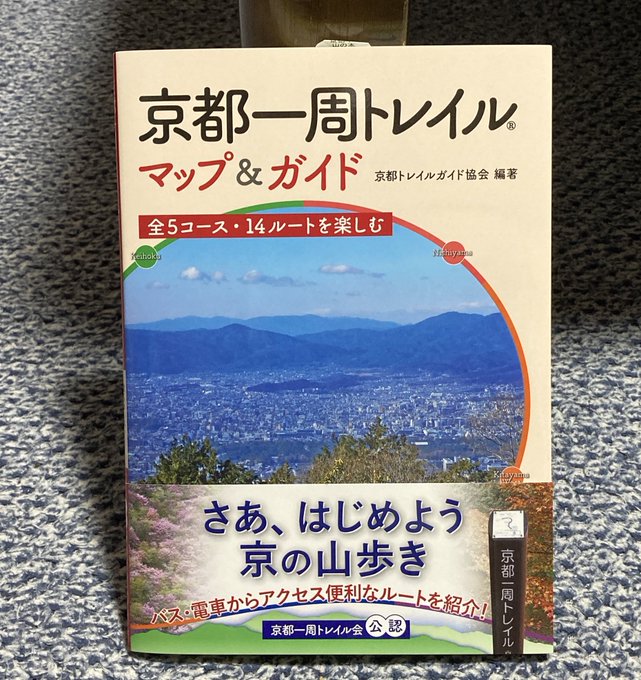 京都一周トレイル®
マップ&ガイド
京都トレイルガイド協会 編著
全5コース・14ルートを楽しむ
Keihoku
Nishiyama
Kitayama
さあ、はじめよう
京の山歩き
バス・電車からアクセス便利なルートを紹介!
京都一周トレイル会 公認
京都一周トレイル